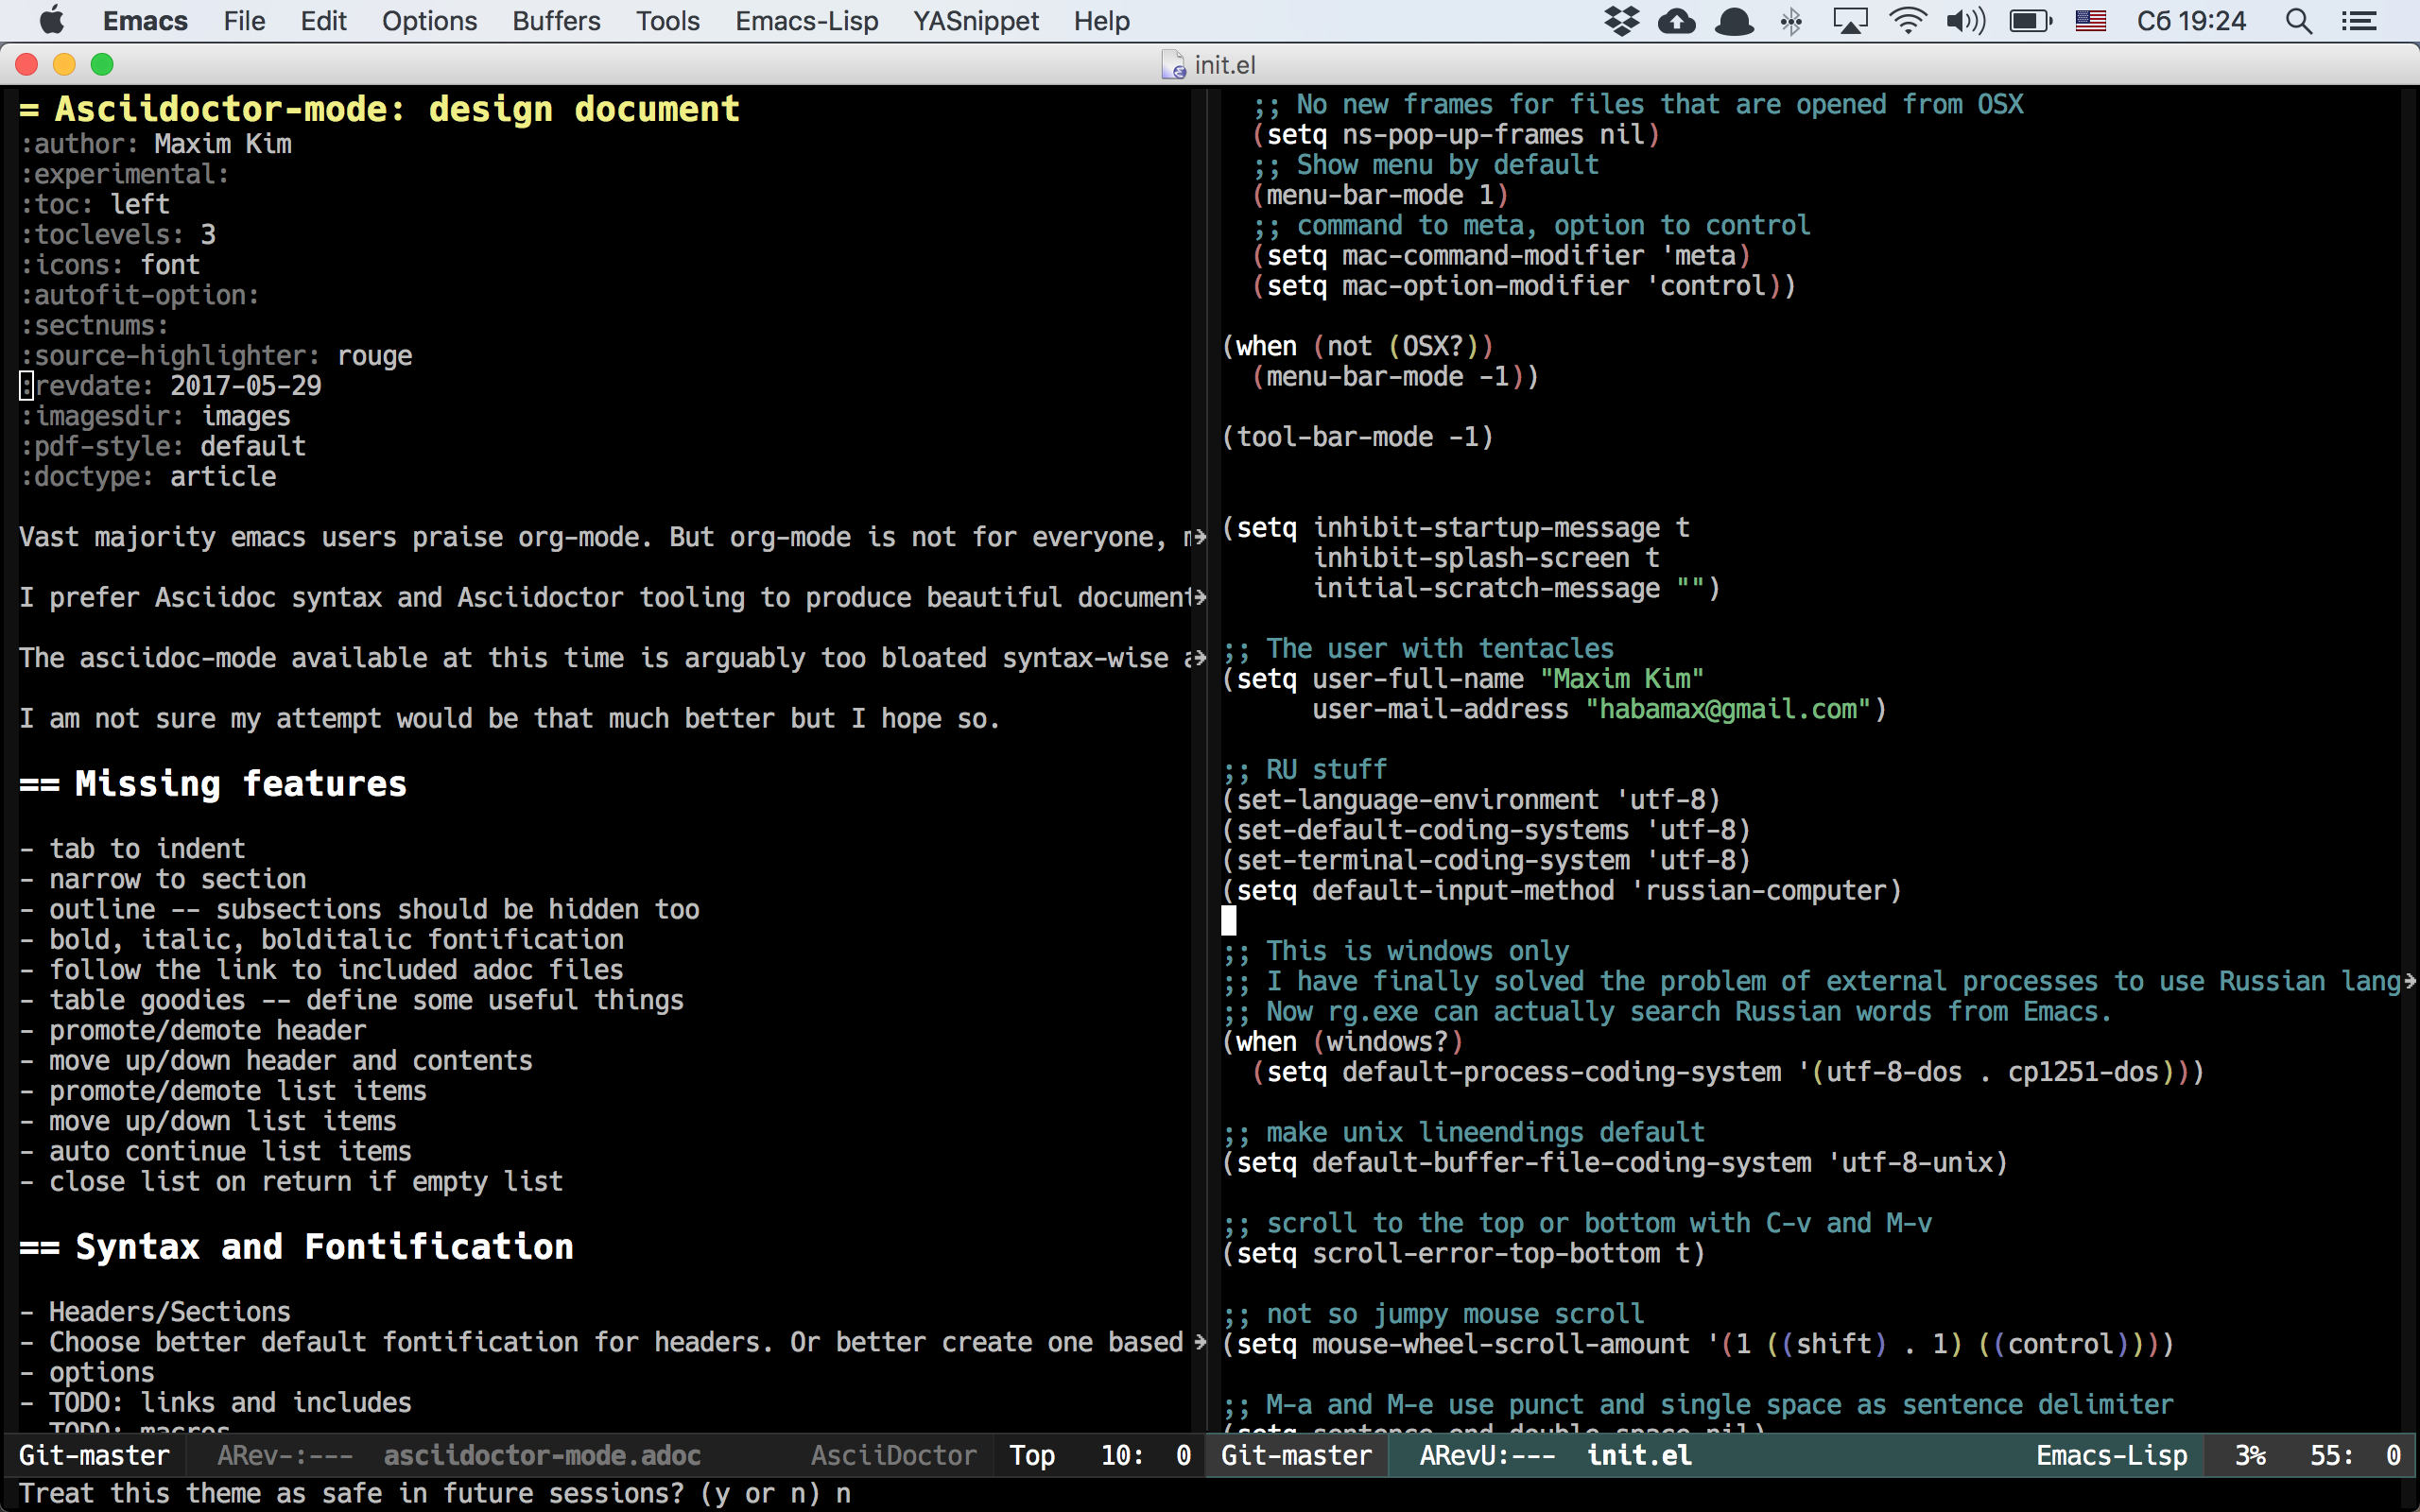 Emacs File Edit Options Buffers Tools Emacs-Lisp YASnippet Help Сб 19:24
init.el
= Asciidoctor-mode: design document
:author: Maxim Kim
:experimental:
:toc: left
:toclevels: 3
:icons: font
:autofit-option:
:sectnums:
:source-highlighter: rouge
:revdate: 2017-05-29
:imagesdir: images
:pdf-style: default
:doctype: article
Vast majority emacs users praise org-mode. But org-mode is not for everyone,
I prefer Asciidoc syntax and Asciidoctor tooling to produce beautiful document
The asciidoc-mode available at this time is arguably too bloated syntax-wise
I am not sure my attempt would be that much better but I hope so.
== Missing features
- tab to indent
- narrow to section
- outline -- subsections should be hidden too
- bold, italic, bolditalic fontification
- follow the link to included adoc files
- table goodies -- define some useful things
- promote/demote header
- move up/down header and contents
- promote/demote list items
- move up/down list items
- auto continue list items
- close list on return if empty list
== Syntax and Fontification
- Headers/Sections
- Choose better default fontification for headers. Or better create one based
- options
- TODO: links and includes
- TODO: macros
Git-master ARev-:--- asciidoctor-mode.adoc AsciiDoctor Top 10: 0
;; No new frames for files that are opened from OSX
(setq ns-pop-up-frames nil)
;; Show menu by default
(menu-bar-mode 1)
;; command to meta, option to control
(setq mac-command-modifier 'meta)
(setq mac-option-modifier 'control))
(when (not (OSX?))
(menu-bar-mode -1))
(tool-bar-mode -1)
(setq inhibit-startup-message t
inhibit-splash-screen t
initial-scratch-message "")
;; The user with tentacles
(setq user-full-name "Maxim Kim"
user-mail-address "habamax@gmail.com")
;; RU stuff
(set-language-environment 'utf-8)
(set-default-coding-systems 'utf-8)
(set-terminal-coding-system 'utf-8)
(setq default-input-method 'russian-computer)
;; This is windows only
;; I have finally solved the problem of external processes to use Russian lang
;; Now rg.exe can actually search Russian words from Emacs.
(when (windows?)
(setq default-process-coding-system '(utf-8-dos . cp1251-dos)))
;; make unix lineendings default
(setq default-buffer-file-coding-system 'utf-8-unix)
;; scroll to the top or bottom with C-v and M-v
(setq scroll-error-top-bottom t)
;; not so jumpy mouse scroll
(setq mouse-wheel-scroll-amount '(1 ((shift) . 1) ((control))))
;; M-a and M-e use punct and single space as sentence delimiter
(setq sentence-end-double-space nil)
Git-master ARevU:--- init.el Emacs-Lisp 3% 55: 0
Treat this theme as safe in future sessions? (y or n) n